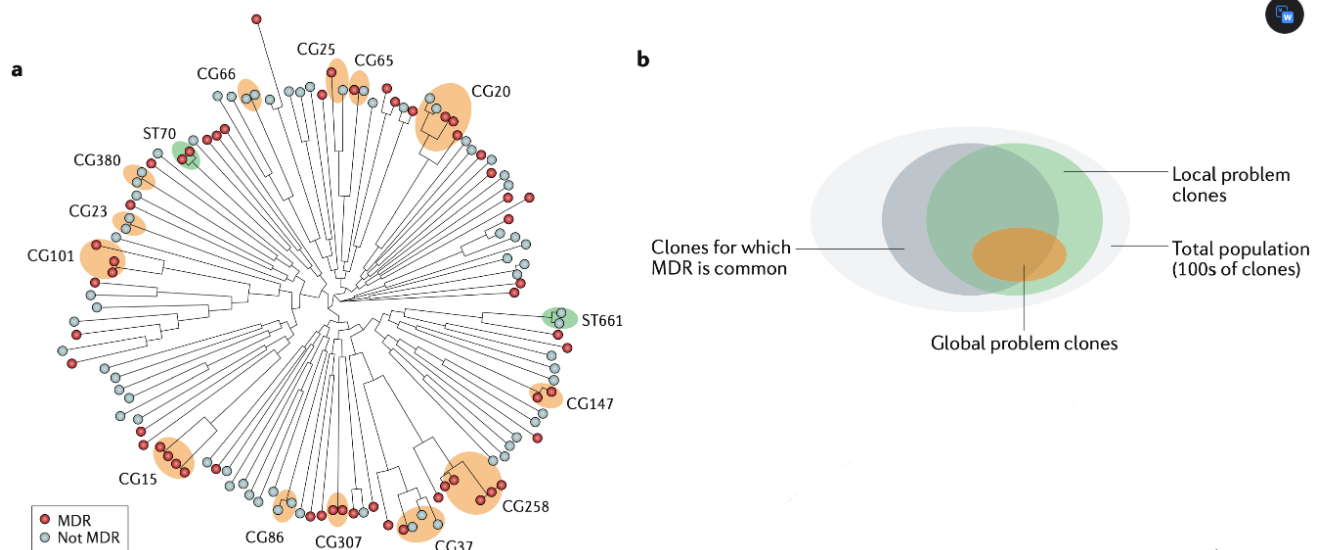 a
CG66
CG25
CG65
CG20
ST70
CG380
CG23
CG101
ST661
CG147
CG15
CG258
CG86
CG307
CG37
MDR
Not MDR
b
Local problem
clones
Clones for which
MDR is common
Total population
(100s of clones)
Global problem clones
W